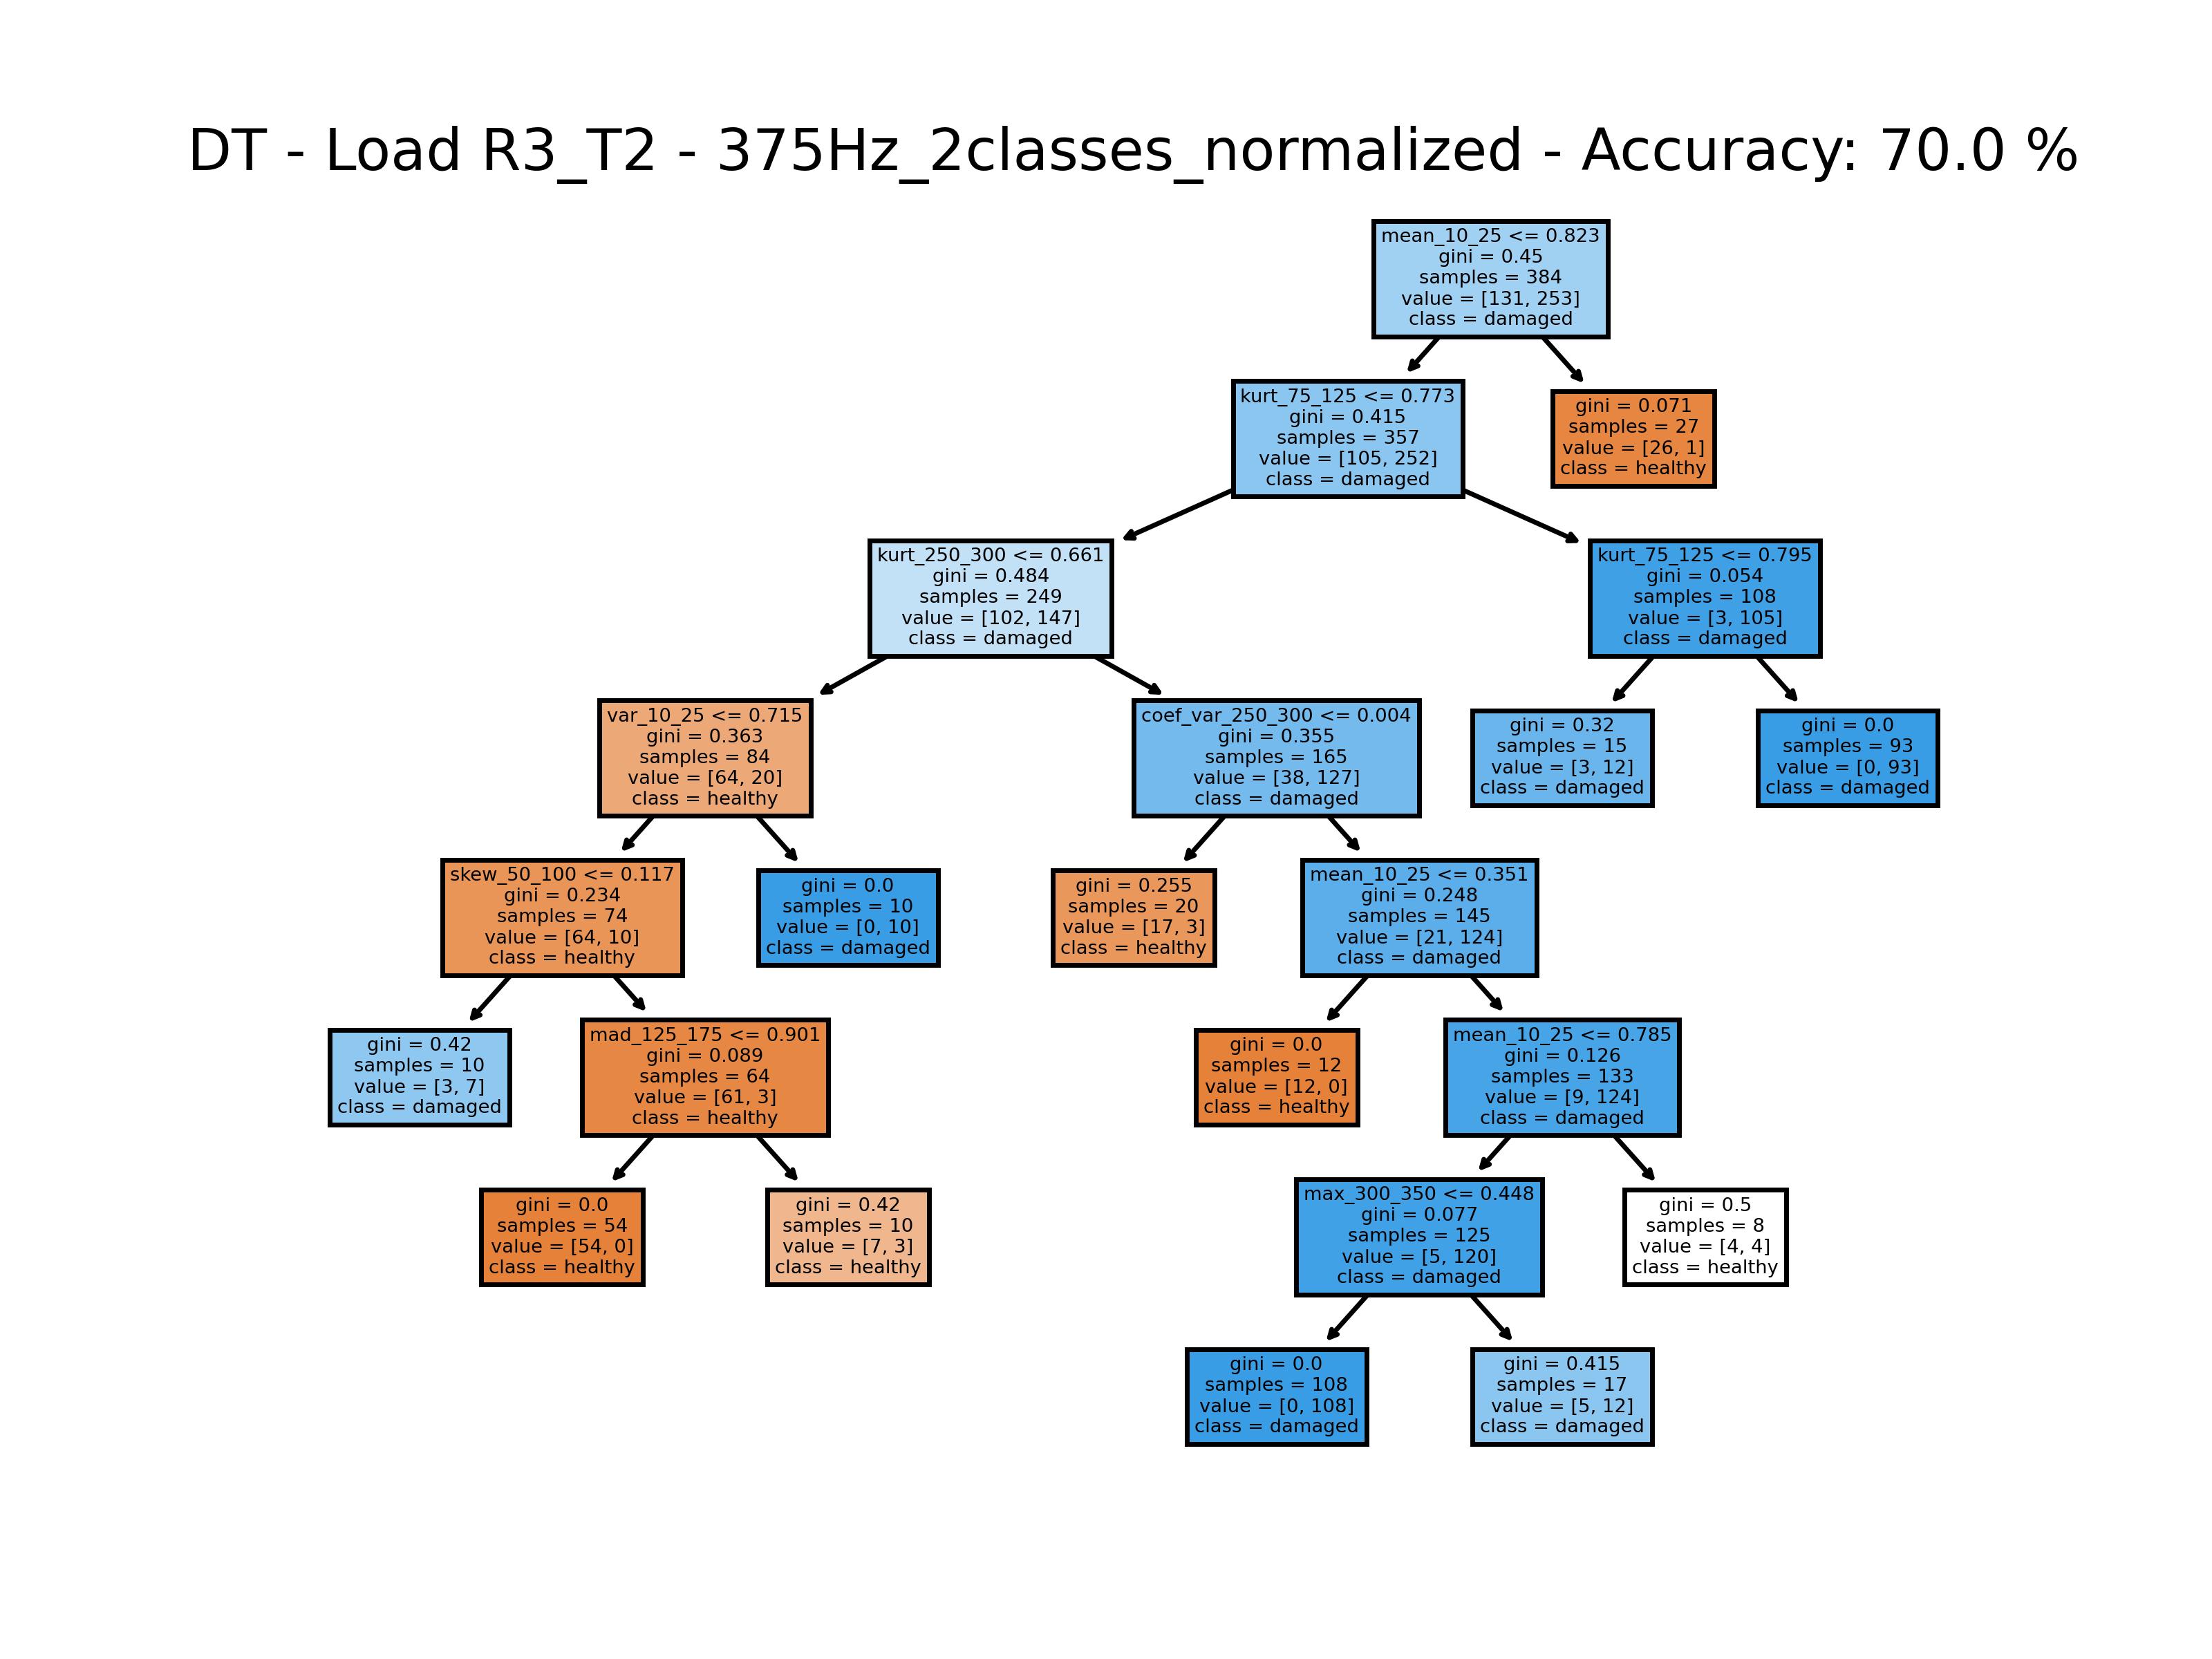 DT - Load R3_T2 - 375Hz_2classes_normalized - Accuracy: 70.0 %
mean_10_25 <= 0.823
gini = 0.45
samples = 384
value = [131, 253]
class = damaged
kurt_75_125 <= 0.773
gini = 0.415
samples = 357
value = [105, 252]
class = damaged
gini = 0.071
samples = 27
value = [26, 1]
class = healthy
kurt_250_300 <= 0.661
gini = 0.484
samples = 249
value = [102, 147]
class = damaged
kurt_75_125 <= 0.795
gini = 0.054
samples = 108
value = [3, 105]
class = damaged
var_10_25 <= 0.715
gini = 0.363
samples = 84
value = [64, 20]
class = healthy
coef_var_250_300 <= 0.004
gini = 0.355
samples = 165
value = [38, 127]
class = damaged
gini = 0.32
samples = 15
value = [3, 12]
class = damaged
gini = 0.0
samples = 93
value = [0, 93]
class = damaged
skew_50_100 <= 0.117
gini = 0.234
samples = 74
value = [64, 10]
class = healthy
gini = 0.0
samples = 10
value = [0, 10]
class = damaged
gini = 0.255
samples = 20
value = [17, 3]
class = healthy
mean_10_25 <= 0.351
gini = 0.248
samples = 145
value = [21, 124]
class = damaged
gini = 0.42
samples = 10
value = [3, 7]
class = damaged
mad_125_175 <= 0.901
gini = 0.089
samples = 64
value = [61, 3]
class = healthy
gini = 0.0
samples = 12
value = [12, 0]
class = healthy
mean_10_25 <= 0.785
gini = 0.126
samples = 133
value = [9, 124]
class = damaged
gini = 0.0
samples = 54
value = [54, 0]
class = healthy
gini = 0.42
samples = 10
value = [7, 3]
class = healthy
max_300_350 <= 0.448
gini = 0.077
samples = 125
value = [5, 120]
class = damaged
gini = 0.5
samples = 8
value = [4, 4]
class = healthy
gini = 0.0
samples = 108
value = [0, 108]
class = damaged
gini = 0.415
samples = 17
value = [5, 12]
class = damaged